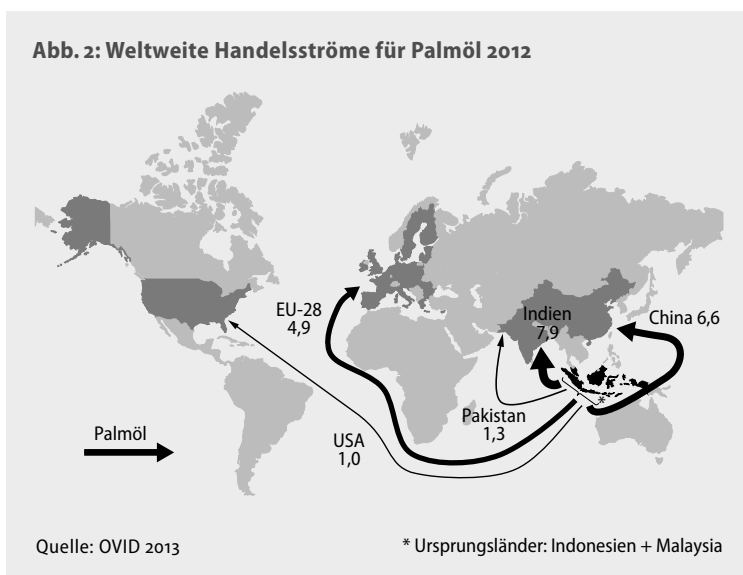 Abb. 2: Weltweite Handelsströme für Palmöl 2012
EU-28
4,9
Indien
7,9
China 6,6
Pakistan
1,3
USA
1,0
Palmöl
*
Quelle: OVID 2013
* Ursprungsländer: Indonesien + Malaysia